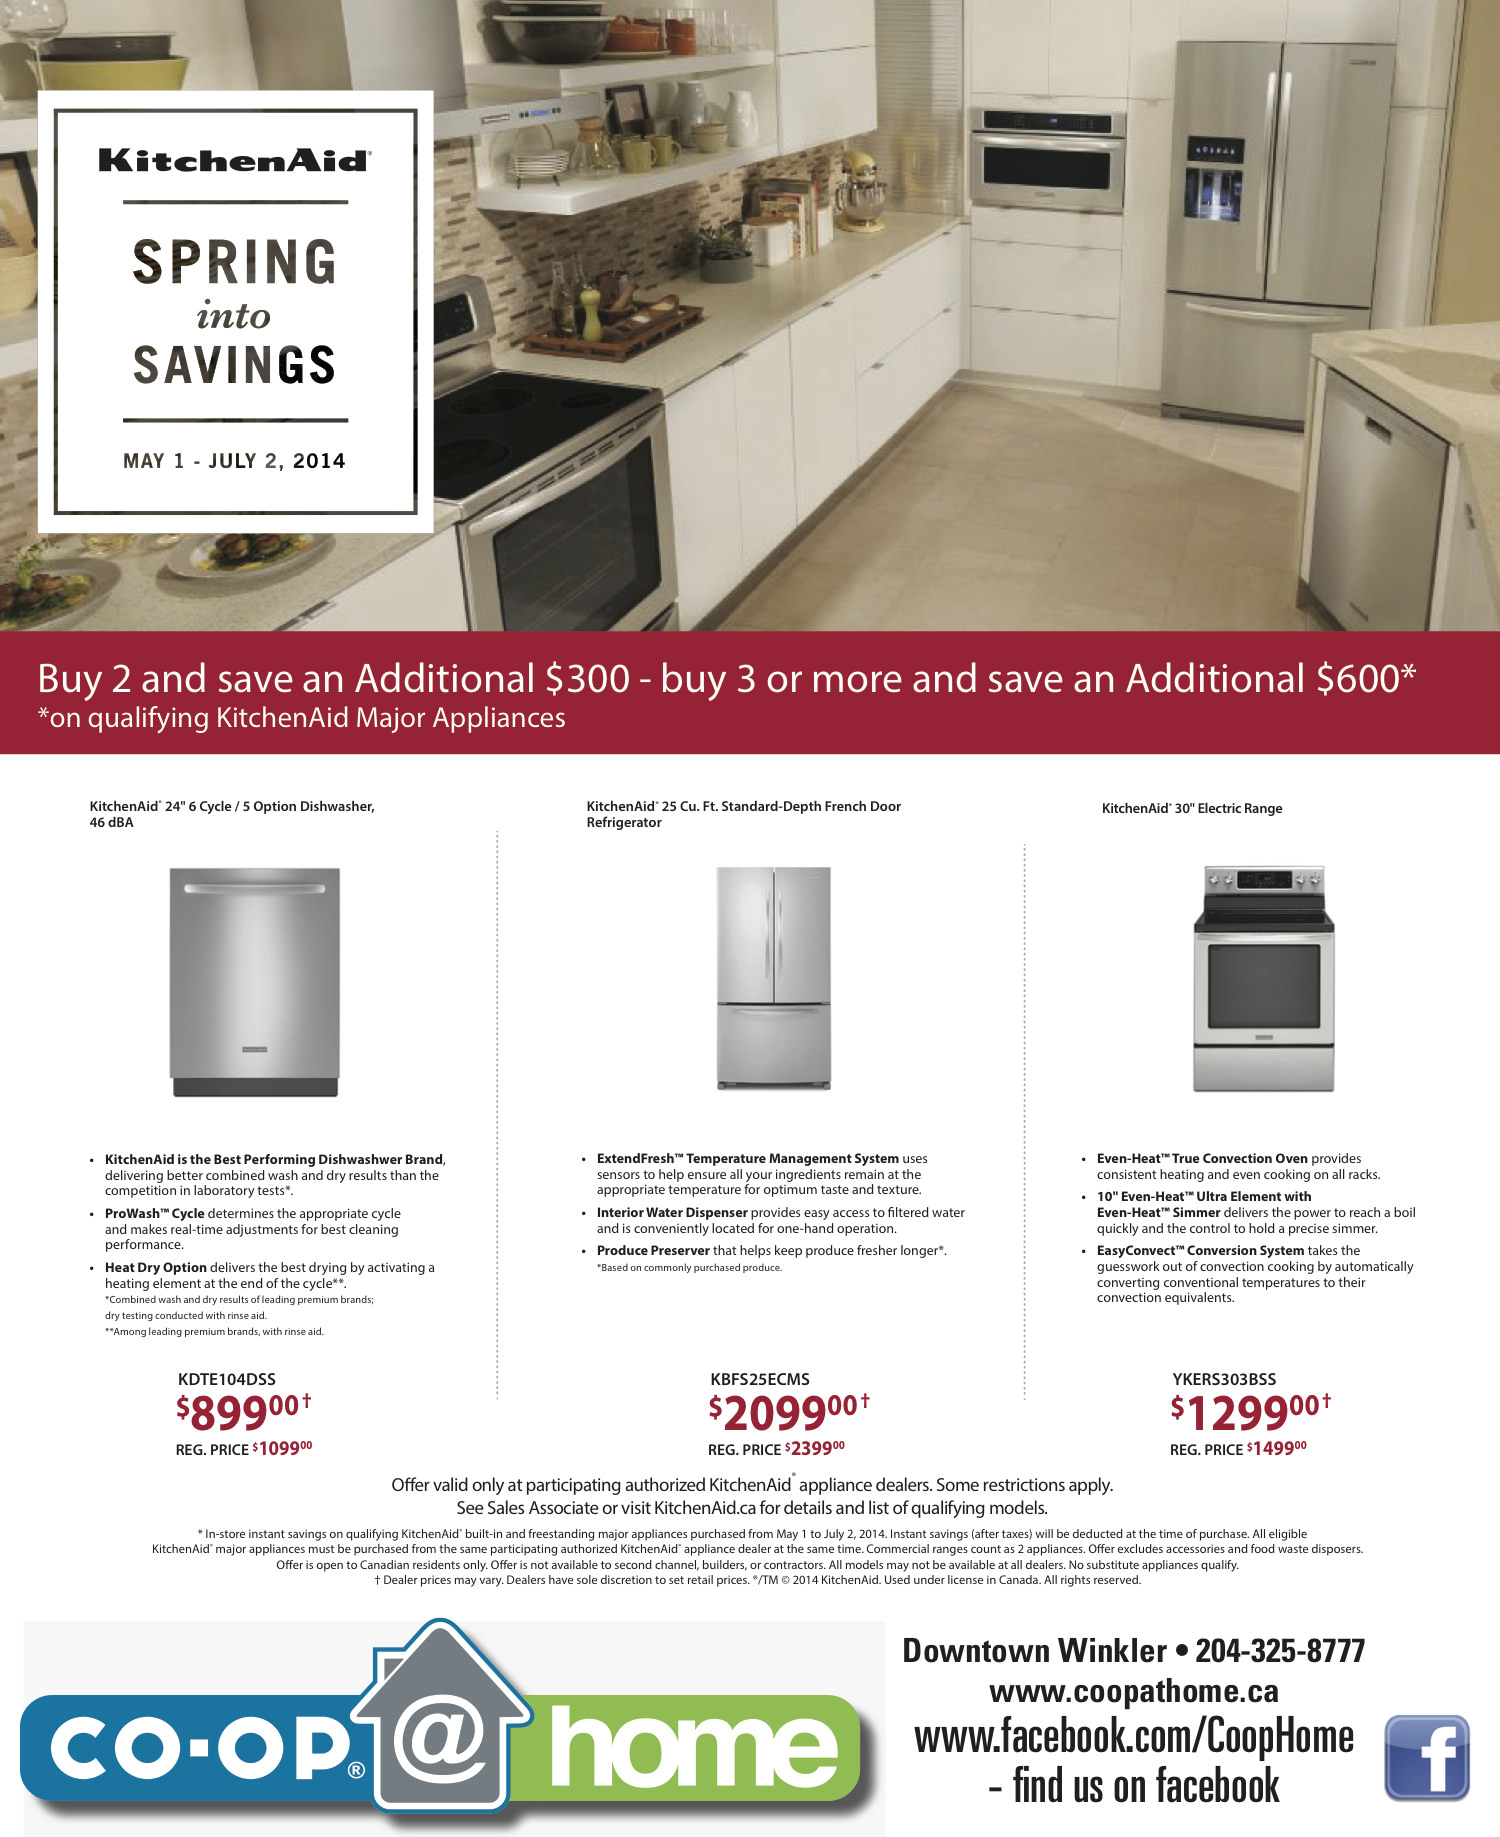 KitchenAid®
SPRING
into
SAVINGS
MAY 1 - JULY 2, 2014
Buy 2 and save an Additional $300 - buy 3 or more and save an Additional $600*
*on qualifying KitchenAid Major Appliances
KitchenAid® 24" 6 Cycle / 5 Option Dishwasher,
46 dBA
• KitchenAid is the Best Performing Dishwashwer Brand,
delivering better combined wash and dry results than the
competition in laboratory tests*.
• ProWash™ Cycle determines the appropriate cycle
and makes real-time adjustments for best cleaning
performance.
• Heat Dry Option delivers the best drying by activating a
heating element at the end of the cycle**.
*Combined wash and dry results of leading premium brands;
dry testing conducted with rinse aid.
**Among leading premium brands, with rinse aid.
KDTE104DSS
$89900†
REG. PRICE $109900
KitchenAid® 25 Cu. Ft. Standard-Depth French Door
Refrigerator
• ExtendFresh™ Temperature Management System uses
sensors to help ensure all your ingredients remain at the
appropriate temperature for optimum taste and texture.
• Interior Water Dispenser provides easy access to filtered water
and is conveniently located for one-hand operation.
• Produce Preserver that helps keep produce fresher longer*.
*Based on commonly purchased produce.
KBFS25ECMS
$209900†
REG. PRICE $239900
KitchenAid® 30" Electric Range
• Even-Heat™ True Convection Oven provides
consistent heating and even cooking on all racks.
• 10" Even-Heat™ Ultra Element with
Even-Heat™ Simmer delivers the power to reach a boil
quickly and the control to hold a precise simmer.
• EasyConvect™ Conversion System takes the
guesswork out of convection cooking by automatically
converting conventional temperatures to their
convection equivalents.
YKERS303BSS
$129900†
REG. PRICE $149900
Offer valid only at participating authorized KitchenAid® appliance dealers. Some restrictions apply.
See Sales Associate or visit KitchenAid.ca for details and list of qualifying models.
* In-store instant savings on qualifying KitchenAid® built-in and freestanding major appliances purchased from May 1 to July 2, 2014. Instant savings (after taxes) will be deducted at the time of purchase. All eligible
KitchenAid® major appliances must be purchased from the same participating authorized KitchenAid® appliance dealer at the same time. Commercial ranges count as 2 appliances. Offer excludes accessories and food waste disposers.
Offer is open to Canadian residents only. Offer is not available to second channel, builders, or contractors. All models may not be available at all dealers. No substitute appliances qualify.
† Dealer prices may vary. Dealers have sole discretion to set retail prices. ®/TM © 2014 KitchenAid. Used under license in Canada. All rights reserved.
CO-OP® @ home
Downtown Winkler • 204-325-8777
www.coopathome.ca
www.facebook.com/CoopHome
– find us on facebook
f